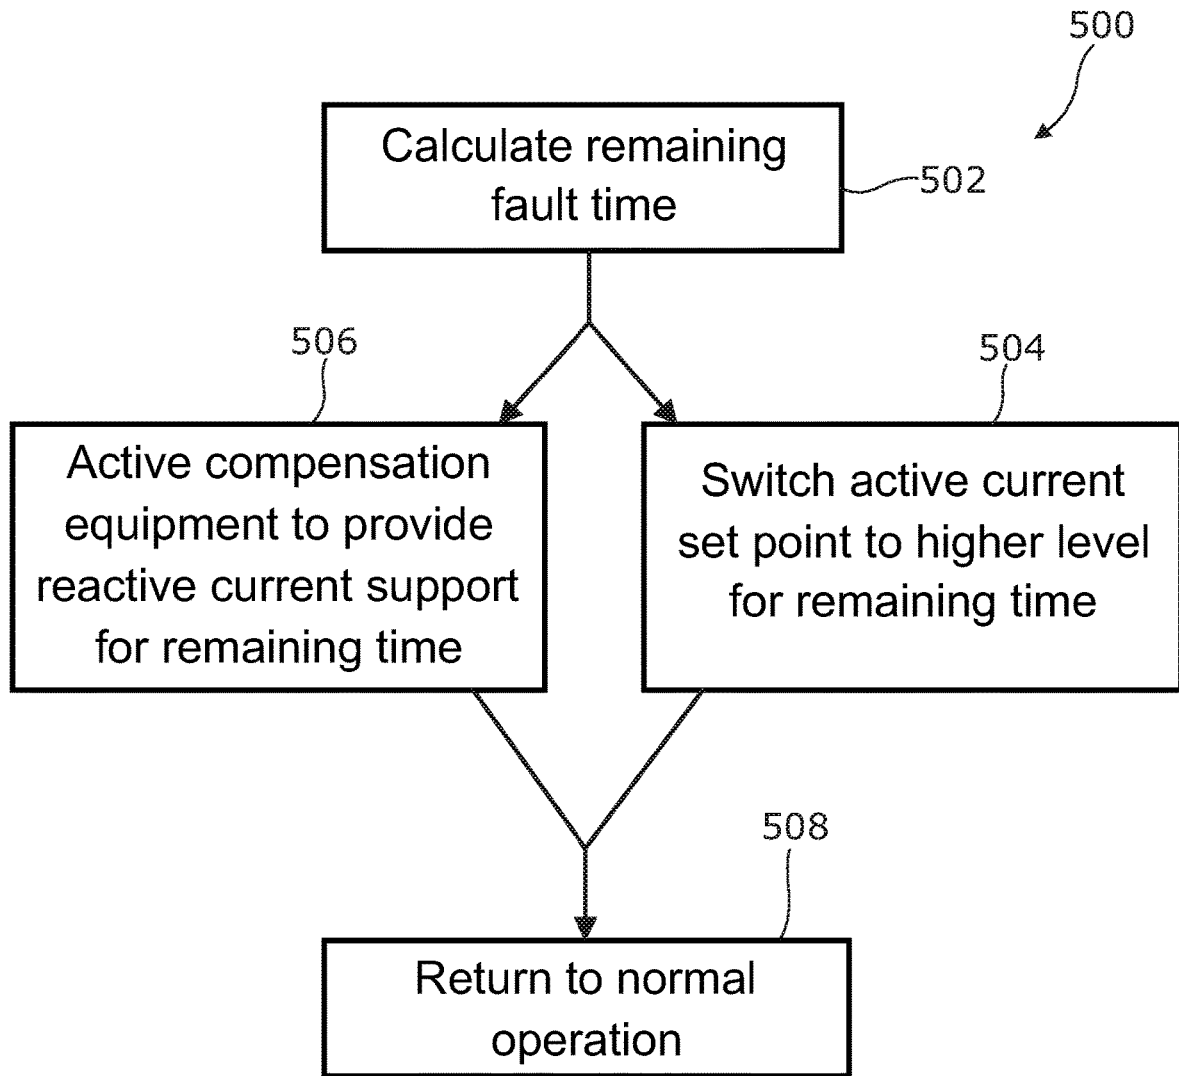 500
Calculate remaining
fault time
502
506
504
Active compensation
equipment to provide
reactive current support
for remaining time
Switch active current
set point to higher level
for remaining time
508
Return to normal
operation